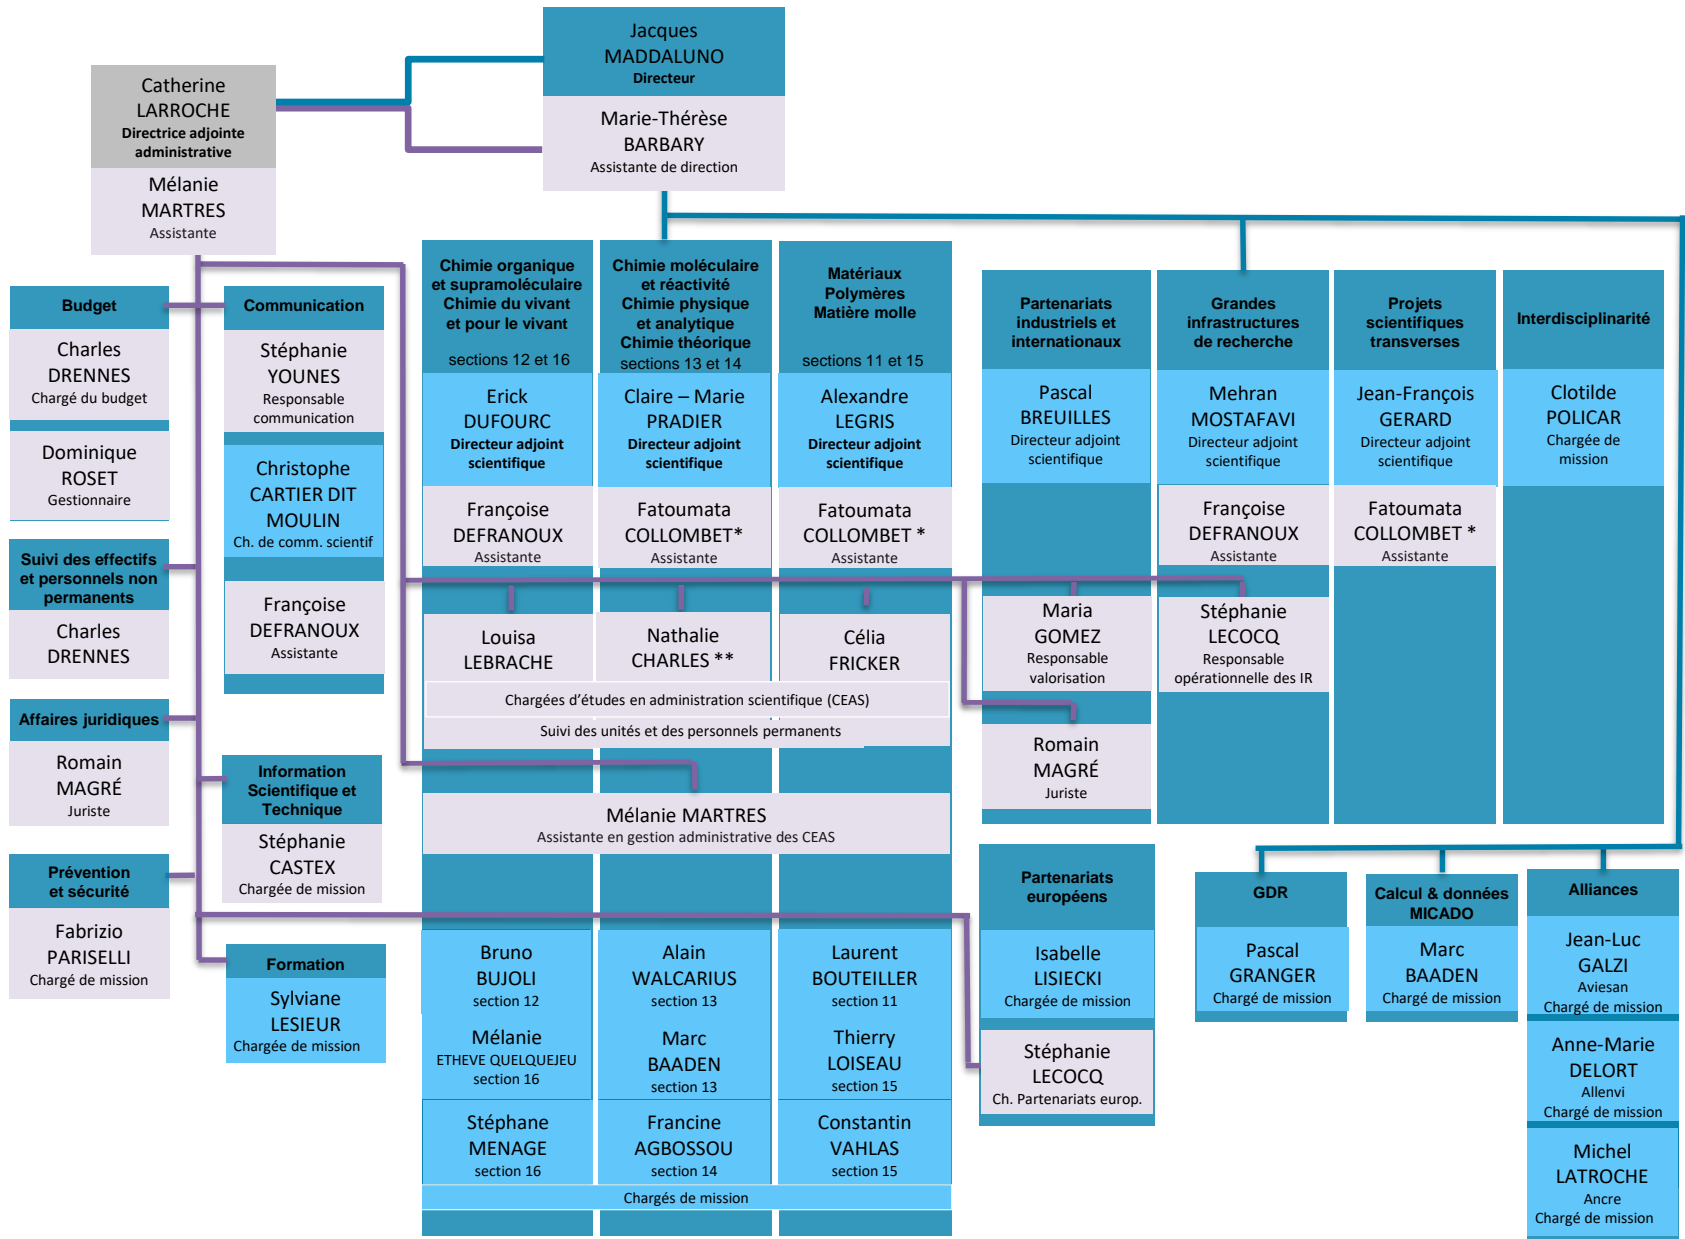 Jacques
MADDALUNO
Directeur
Marie-Thérèse
BARBARY
Assistante de direction
Catherine
LARROCHE
Directrice adjointe
administrative
Mélanie
MARTRES
Assistante
Budget
Charles
DRENNES
Chargé du budget
Dominique
ROSET
Gestionnaire
Suivi des effectifs
et personnels non
permanents
Charles
DRENNES
Affaires juridiques
Romain
MAGRÉ
Juriste
Prévention
et sécurité
Fabrizio
PARISELLI
Chargé de mission
Communication
Stéphanie
YOUNES
Responsable
communication
Christophe
CARTIER DIT
MOULIN
Ch. de comm. scientif
Françoise
DEFRANOUX
Assistante
Information
Scientifique et
Technique
Stéphanie
CASTEX
Chargée de mission
Formation
Sylviane
LESIEUR
Chargée de mission
Chimie organique
et supramoléculaire
Chimie du vivant
et pour le vivant
sections 12 et 16
Erick
DUFOURC
Directeur adjoint
scientifique
Françoise
DEFRANOUX
Assistante
Chimie moléculaire
et réactivité
Chimie physique
et analytique
Chimie théorique
sections 13 et 14
Claire – Marie
PRADIER
Directeur adjoint
scientifique
Fatoumata
COLLOMBET*
Assistante
Matériaux
Polymères
Matière molle
sections 11 et 15
Alexandre
LEGRIS
Directeur adjoint
scientifique
Fatoumata
COLLOMBET *
Assistante
Louisa
LEBRACHE
Nathalie
CHARLES **
Célia
FRICKER
Chargées d'études en administration scientifique (CEAS)
Suivi des unités et des personnels permanents
Mélanie MARTRES
Assistante en gestion administrative des CEAS
Bruno
BUJOLI
section 12
Mélanie
ETHEVE QUELQUEJEU
section 16
Stéphane
MENAGE
section 16
Alain
WALCARIUS
section 13
Marc
BAADEN
section 13
Francine
AGBOSSOU
section 14
Laurent
BOUTEILLER
section 11
Thierry
LOISEAU
section 15
Constantin
VAHLAS
section 15
Chargés de mission
Partenariats
industriels et
internationaux
Pascal
BREUILLES
Directeur adjoint
scientifique
Maria
GOMEZ
Responsable
valorisation
Romain
MAGRÉ
Juriste
Grandes
infrastructures
de recherche
Mehran
MOSTAFAVI
Directeur adjoint
scientifique
Françoise
DEFRANOUX
Assistante
Stéphanie
LECOCQ
Responsable
opérationnelle des IR
Projets
scientifiques
transverses
Jean-François
GERARD
Directeur adjoint
scientifique
Fatoumata
COLLOMBET *
Assistante
Interdisciplinarité
Clotilde
POLICAR
Chargée de
mission
Partenariats
européens
Isabelle
LISIECKI
Chargée de mission
Stéphanie
LECOCQ
Ch. Partenariats europ.
GDR
Pascal
GRANGER
Chargé de mission
Calcul & données
MICADO
Marc
BAADEN
Chargé de mission
Alliances
Jean-Luc
GALZI
Aviesan
Chargé de mission
Anne-Marie
DELORT
Allenvi
Chargé de mission
Michel
LATROCHE
Ancre
Chargé de mission